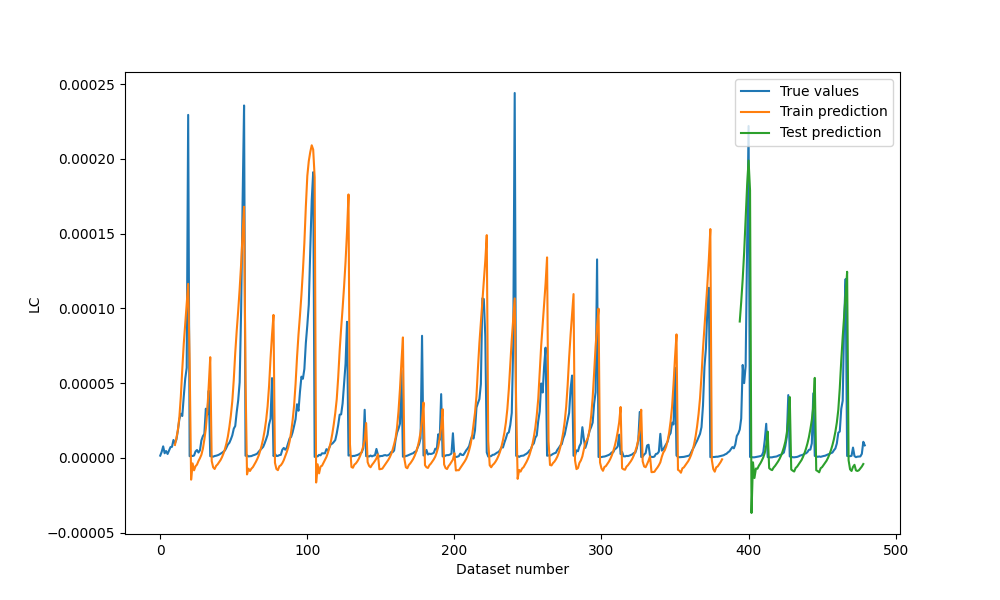 0.00025
0.00020
0.00015
0.00010
0.00005
0.00000
−0.00005
LC
0
100
200
300
400
500
Dataset number
True values
Train prediction
Test prediction